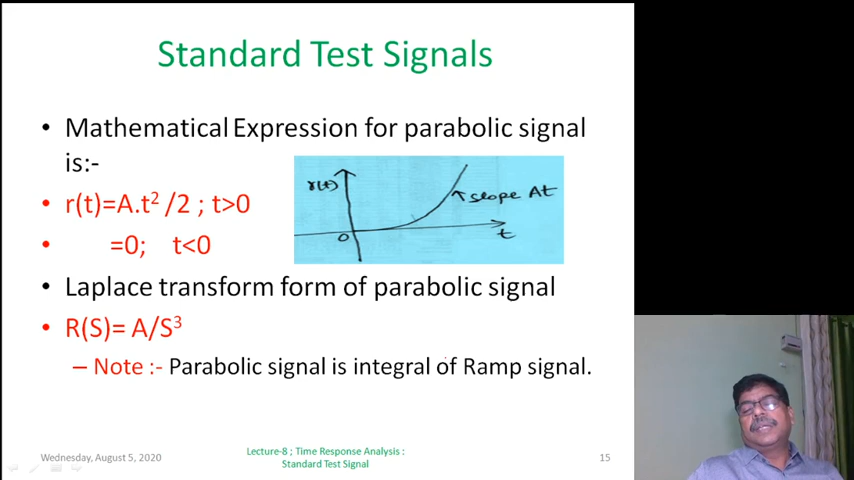 Standard Test Signals
• Mathematical Expression for parabolic signal
is:-
• r(t)=A.t² /2 ; t>0
• =0; t<0
r(t)
slope At
0
t
• Laplace transform form of parabolic signal
• R(S)= A/S³
– Note :- Parabolic signal is integral of Ramp signal.
Wednesday, August 5, 2020
Lecture-8 ; Time Response Analysis :
Standard Test Signal
15